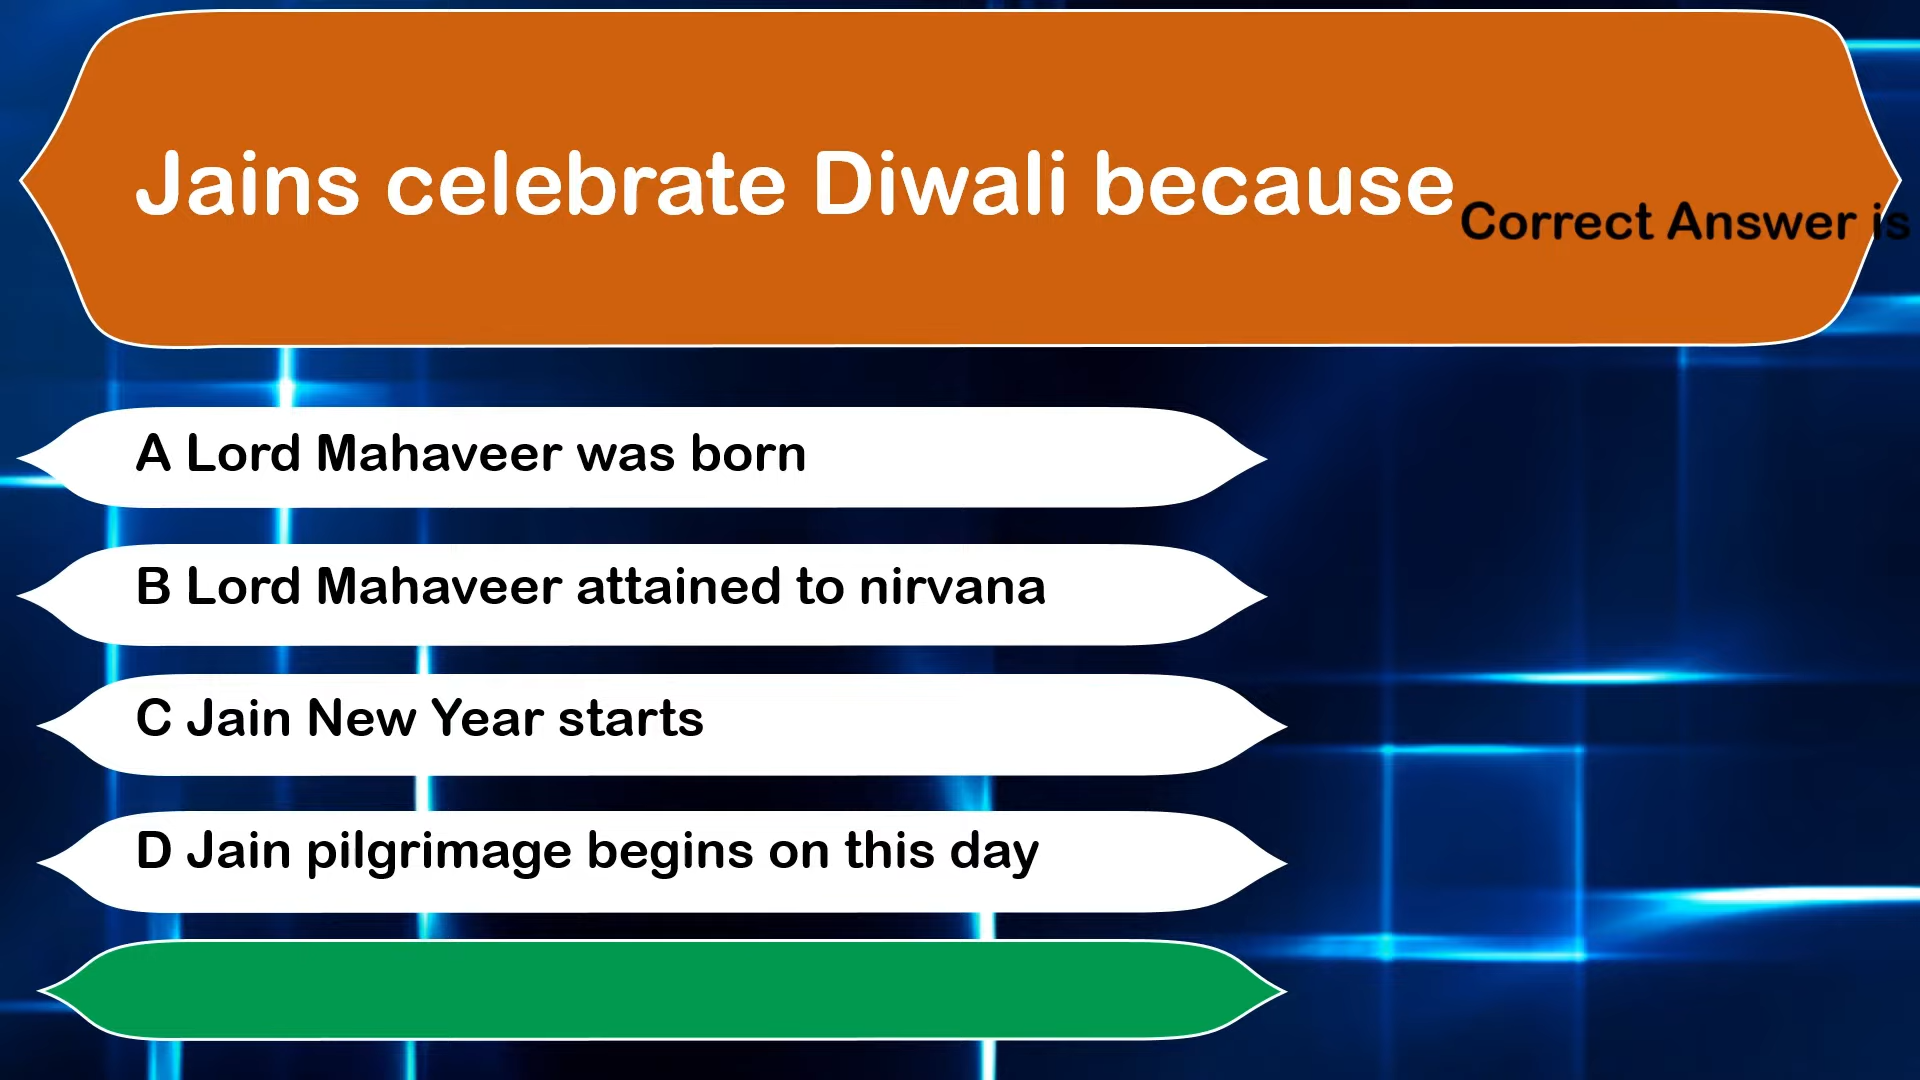 Jains celebrate Diwali because
Correct Answer is
A Lord Mahaveer was born
B Lord Mahaveer attained to nirvana
C Jain New Year starts
D Jain pilgrimage begins on this day